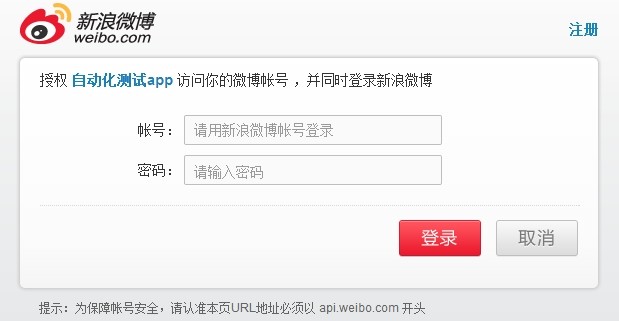 新浪微博
weibo.com
注册
授权 自动化测试app 访问你的微博帐号 ，并同时登录新浪微博
帐号： 请用新浪微博帐号登录
密码： 请输入密码
登录 取消
提示：为保障帐号安全，请认准本页URL地址必须以 api.weibo.com 开头